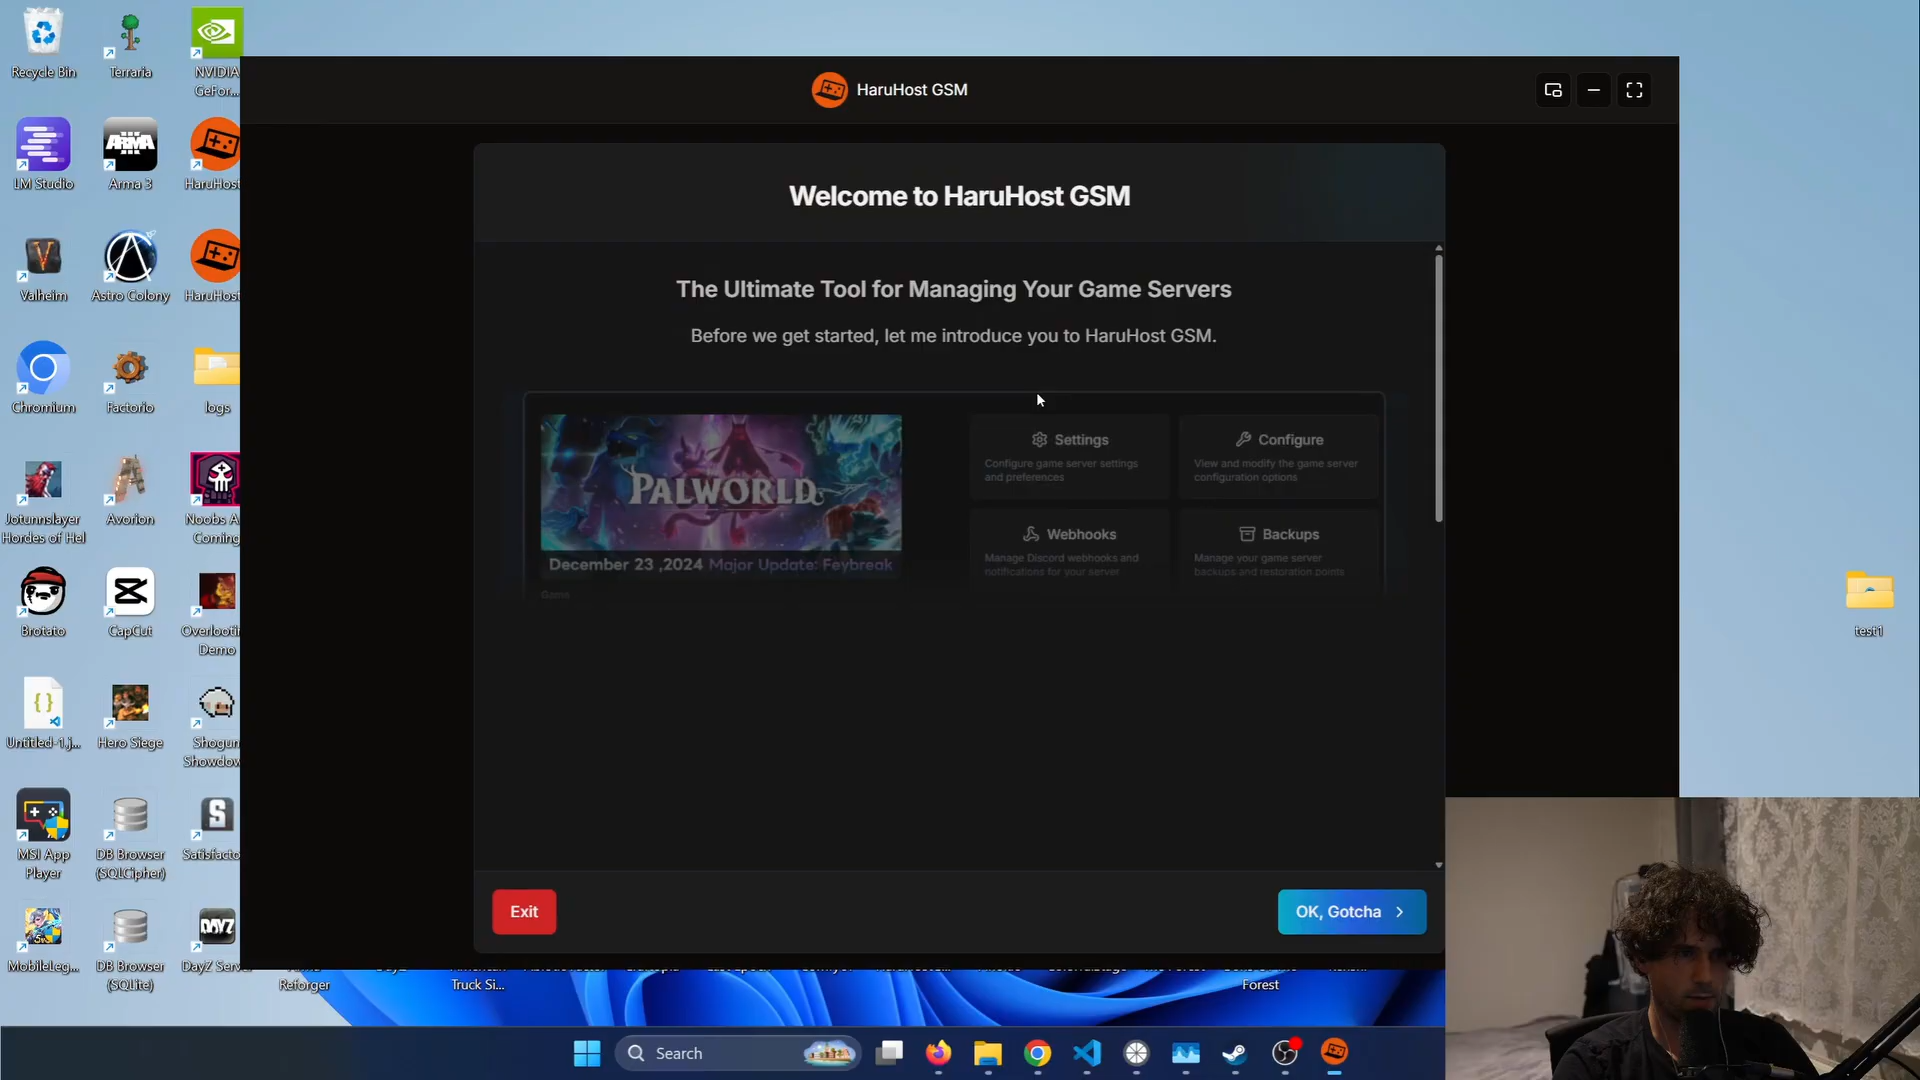 Recycle Bin
Terraria
NVIDIA
GeFor...
LM Studio
ARMA
Arma 3
HaruHost
Valheim
Astro Colony
HaruHost
Chromium
Factorio
logs
Jotunnslayer
Hordes of Hel
Avorion
Noobs A
Coming
Brotato
CapCut
Overlootin
Demo
Untitled-1.j...
Hero Siege
Shogun
Showdow
MSI App
Player
DB Browser
(SQLCipher)
Satisfacto
MobileLeg...
DB Browser
(SQLite)
DAYZ
DayZ Serv
Reforger
Truck Si...
Forest
test1
HaruHost GSM
Welcome to HaruHost GSM
The Ultimate Tool for Managing Your Game Servers
Before we get started, let me introduce you to HaruHost GSM.
PALWORLD
December 23 ,2024 Major Update: Feybreak
Game
Settings
Configure game server settings
and preferences
Configure
View and modify the game server
configuration options
Webhooks
Manage Discord webhooks and
notifications for your server
Backups
Manage your game server
backups and restoration points
Exit
OK, Gotcha
Search